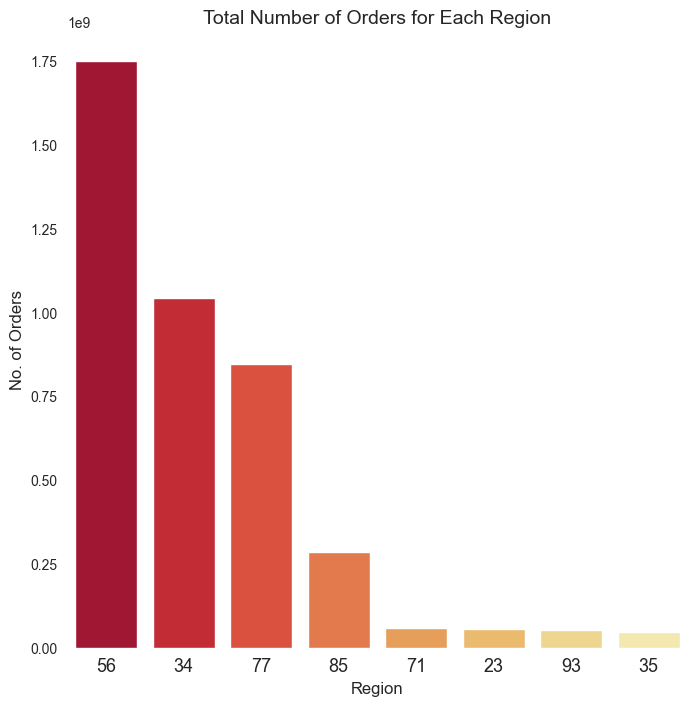 Total Number of Orders for Each Region
1e9
1.75
1.50
1.25
1.00
0.75
0.50
0.25
0.00
No. of Orders
56 34 77 85 71 23 93 35
Region